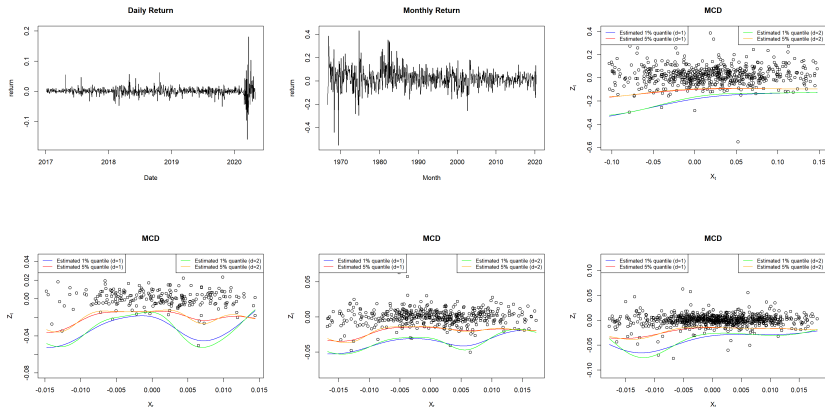 Daily Return
Monthly Return
MCD
return
0.2
0.1
0.0
-0.1
2017 2018 2019 2020
Date
return
0.4
0.2
0.0
-0.2
-0.4
1970 1980 1990 2000 2010 2020
Month
Estimated 1% quantile (d=1)
Estimated 5% quantile (d=1)
Estimated 1% quantile (d=2)
Estimated 5% quantile (d=2)
Zt
0.4
0.2
0.0
-0.2
-0.4
-0.6
-0.10 -0.05 0.00 0.05 0.10 0.15
Xt
MCD
MCD
MCD
Estimated 1% quantile (d=1)
Estimated 5% quantile (d=1)
Estimated 1% quantile (d=2)
Estimated 5% quantile (d=2)
Zt
0.04
0.02
0.00
-0.04
-0.08
-0.015 -0.010 -0.005 0.000 0.005 0.010 0.015
Xt
Estimated 1% quantile (d=1)
Estimated 5% quantile (d=1)
Estimated 1% quantile (d=2)
Estimated 5% quantile (d=2)
Zt
0.05
0.00
-0.05
-0.015 -0.010 -0.005 0.000 0.005 0.010 0.015
Xt
Estimated 1% quantile (d=1)
Estimated 5% quantile (d=1)
Estimated 1% quantile (d=2)
Estimated 5% quantile (d=2)
Zt
0.10
0.05
0.00
-0.05
-0.10
-0.015 -0.010 -0.005 0.000 0.005 0.010 0.015
Xt